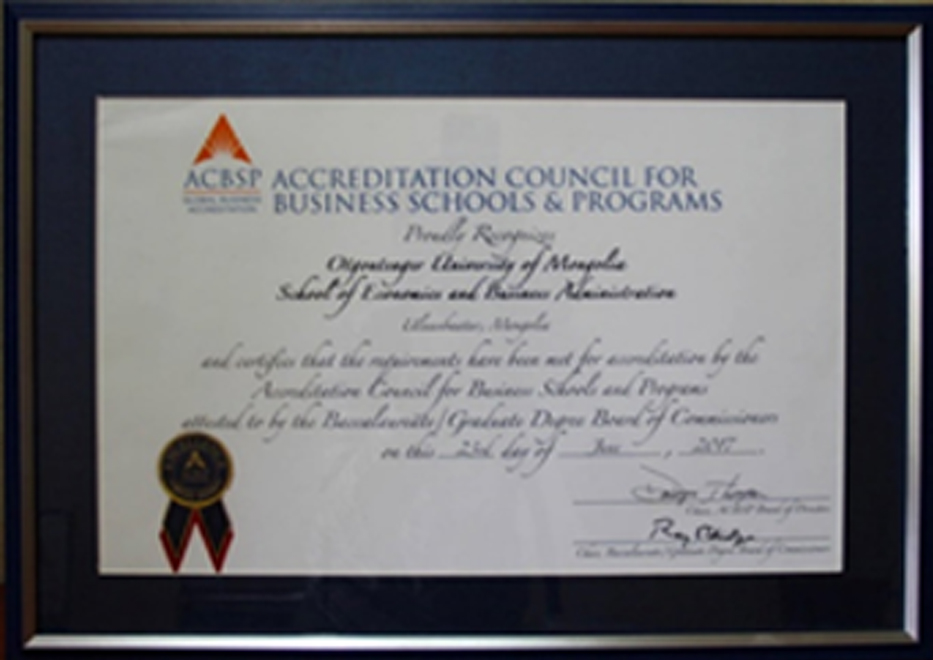 ACBSP
GLOBAL BUSINESS
ACCREDITATION
ACCREDITATION COUNCIL FOR
BUSINESS SCHOOLS & PROGRAMS
Proudly Recognizes
Otgontenger University of Mongolia
School of Economics and Business Administration
Ulaanbaatar, Mongolia
and certifies that the requirements have been met for accreditation by the
Accreditation Council for Business Schools and Programs
attested to by the Baccalaureate/Graduate Degree Board of Commissioners
on this 23rd day of June, 2017.
Chair, ACBSP Board of Directors
Chair, Baccalaureate/Graduate Degree Board of Commissioners